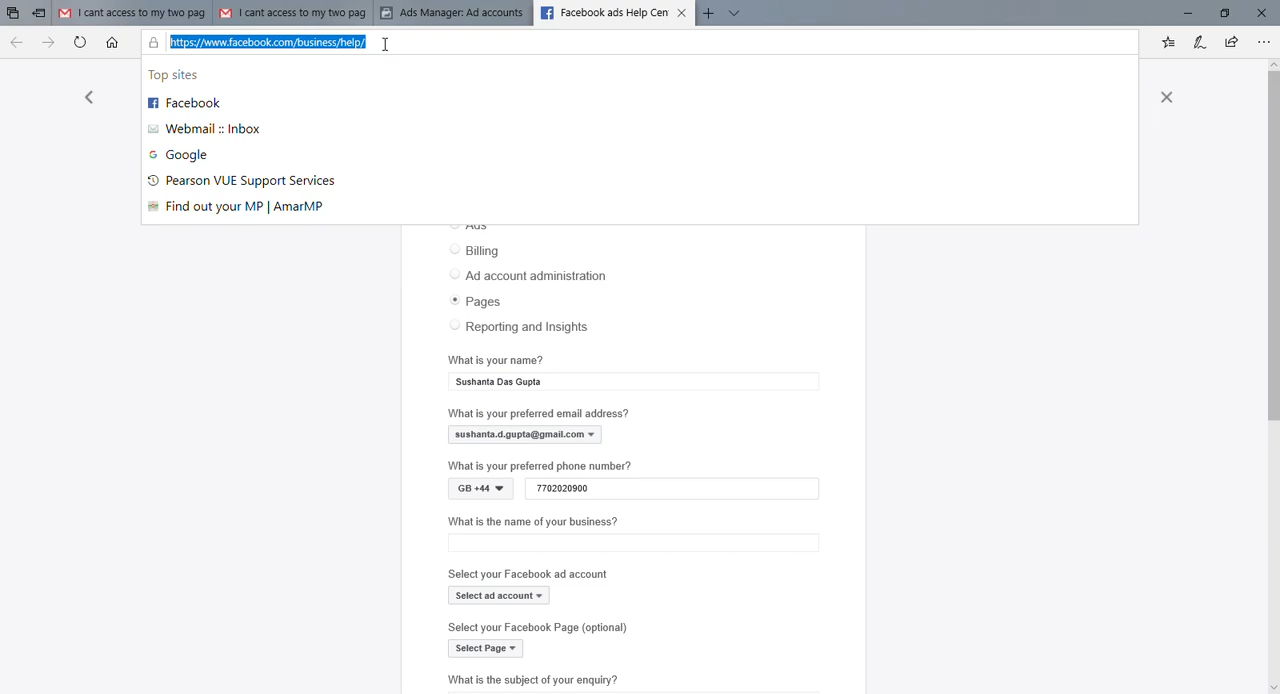 I cant access to my two pag
I cant access to my two pag
Ads Manager: Ad accounts
Facebook ads Help Cen
https://www.facebook.com/business/help/
Top sites
Facebook
Webmail :: Inbox
Google
Pearson VUE Support Services
Find out your MP | AmarMP
Ads
Billing
Ad account administration
Pages
Reporting and Insights
What is your name?
Sushanta Das Gupta
What is your preferred email address?
sushanta.d.gupta@gmail.com
What is your preferred phone number?
GB +44 7702020900
What is the name of your business?
Select your Facebook ad account
Select ad account
Select your Facebook Page (optional)
Select Page
What is the subject of your enquiry?